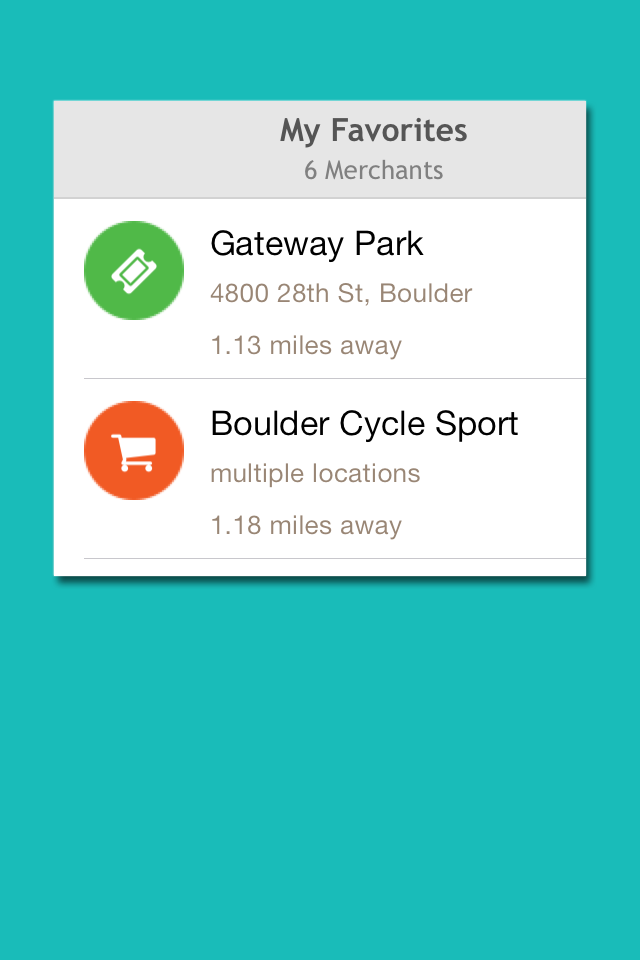 My Favorites
6 Merchants
Gateway Park
4800 28th St, Boulder
1.13 miles away
Boulder Cycle Sport
multiple locations
1.18 miles away